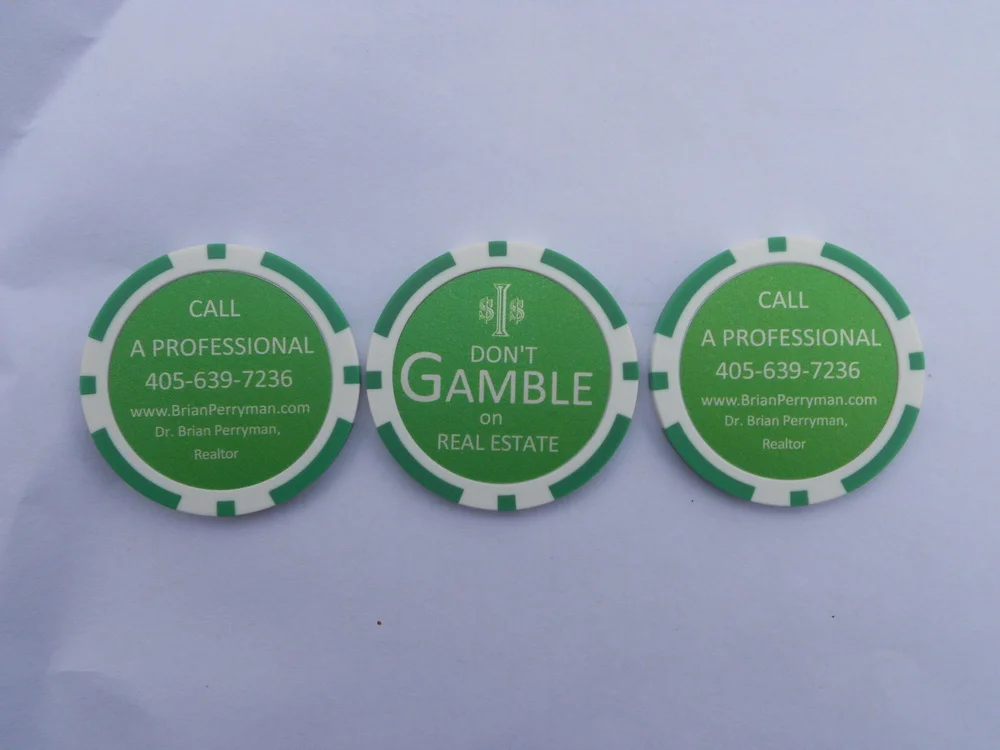 CALL
A PROFESSIONAL
405-639-7236
www.BrianPerryman.com
Dr. Brian Perryman,
Realtor
$I$
DON'T
GAMBLE
on
REAL ESTATE
CALL
A PROFESSIONAL
405-639-7236
www.BrianPerryman.com
Dr. Brian Perryman,
Realtor